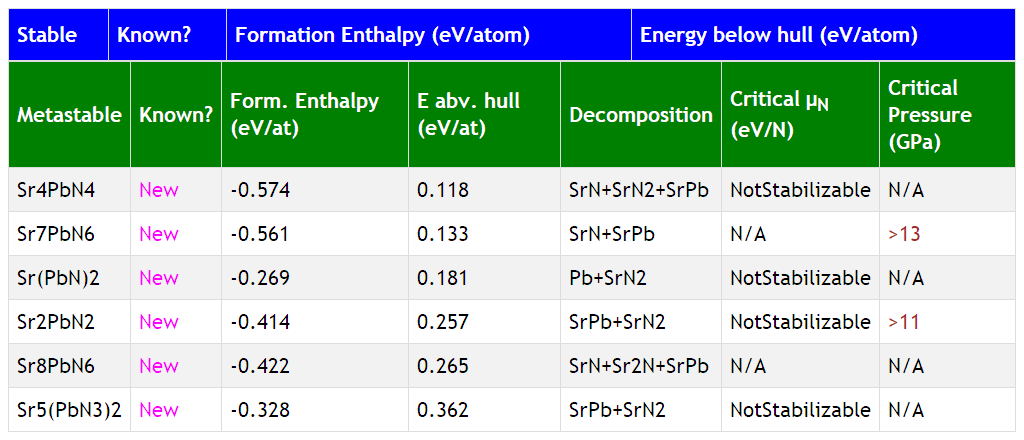 Stable Known? Formation Enthalpy (eV/atom) Energy below hull (eV/atom)
Metastable Known? Form. Enthalpy (eV/at) E abv. hull (eV/at) Decomposition Critical μN (eV/N) Critical Pressure (GPa)
Sr4PbN4 New -0.574 0.118 SrN+SrN2+SrPb NotStabilizable N/A
Sr7PbN6 New -0.561 0.133 SrN+SrPb N/A >13
Sr(PbN)2 New -0.269 0.181 Pb+SrN2 NotStabilizable N/A
Sr2PbN2 New -0.414 0.257 SrPb+SrN2 NotStabilizable >11
Sr8PbN6 New -0.422 0.265 SrN+Sr2N+SrPb N/A N/A
Sr5(PbN3)2 New -0.328 0.362 SrPb+SrN2 NotStabilizable N/A